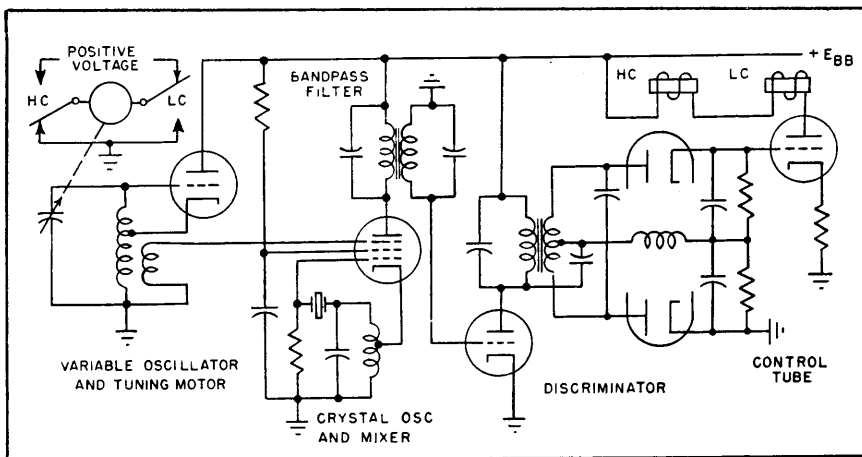 POSITIVE
VOLTAGE
HC
LC
BANDPASS
FILTER
+ E_BB
HC
LC
VARIABLE OSCILLATOR
AND TUNING MOTOR
CRYSTAL OSC
AND MIXER
DISCRIMINATOR
CONTROL
TUBE